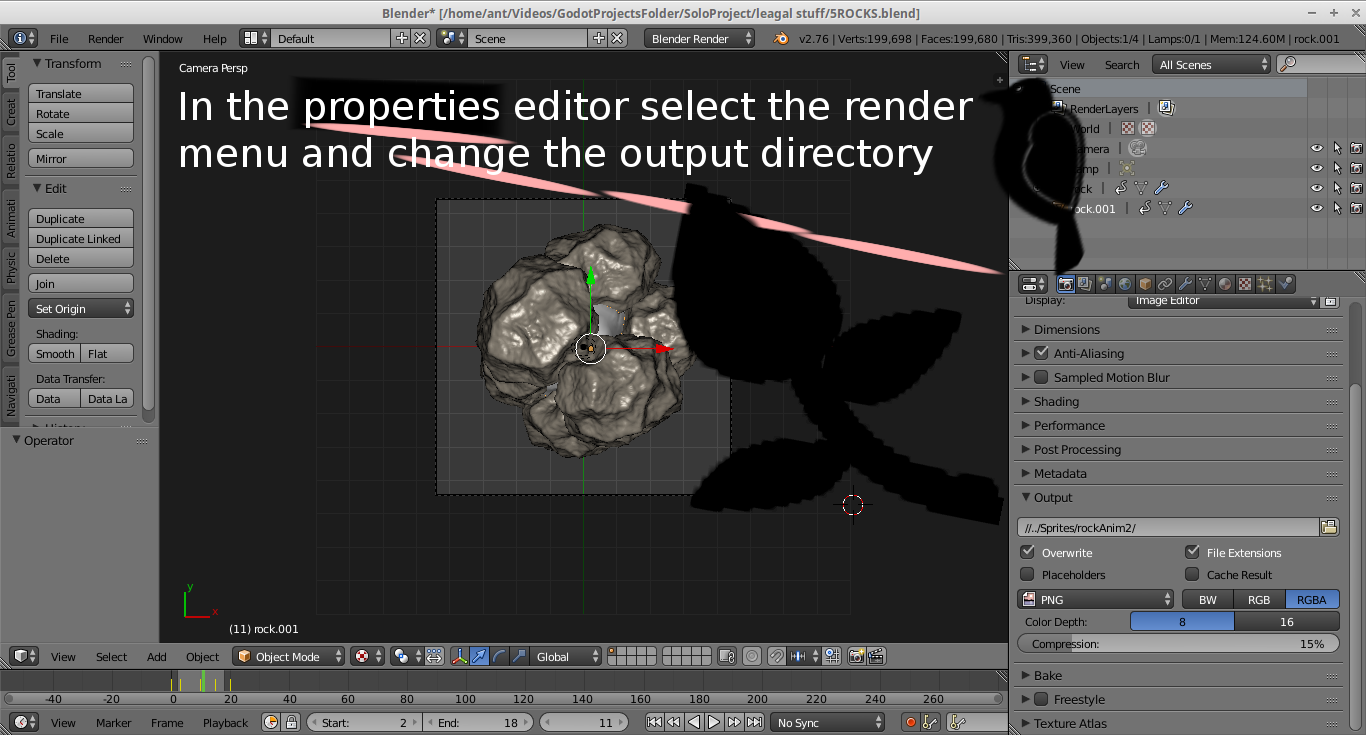 Blender* [/home/ant/Videos/GodotProjectsFolder/SoloProject/leagal stuff/5ROCKS.blend]
File Render Window Help Default Scene Blender Render v2.76 | Verts:199,698 | Faces:199,680 | Tris:399,360 | Objects:1/4 | Lamps:0/1 | Mem:124.60M | rock.001
Tool
Creat
Relatio
Animati
Physic
Grease Pen
Navigati
Transform
Translate
Rotate
Scale
Mirror
Edit
Duplicate
Duplicate Linked
Delete
Join
Set Origin
Shading:
Smooth Flat
Data Transfer:
Data Data La
Operator
Camera Persp
In the properties editor select the render
menu and change the output directory
y
x
(11) rock.001
View Search All Scenes
Scene
RenderLayers
rock.001
Display: Image Editor
Dimensions
Anti-Aliasing
Sampled Motion Blur
Shading
Performance
Post Processing
Metadata
Output
//../Sprites/rockAnim2/
Overwrite File Extensions
Placeholders Cache Result
PNG BW RGB RGBA
Color Depth: 8 16
Compression: 15%
Bake
Freestyle
Texture Atlas
View Select Add Object Object Mode Global
-40 -20 0 20 40 60 80 100 120 140 160 180 200 220 240 260
View Marker Frame Playback Start: 2 End: 18 11 No Sync